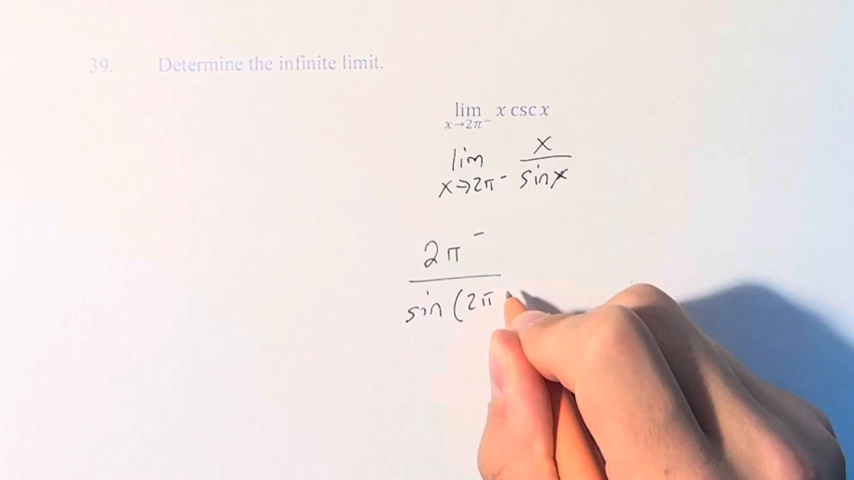 39. Determine the infinite limit.
lim x csc x
x→2π⁻
lim x
x→2π⁻ sin x
2π⁻
sin (2π